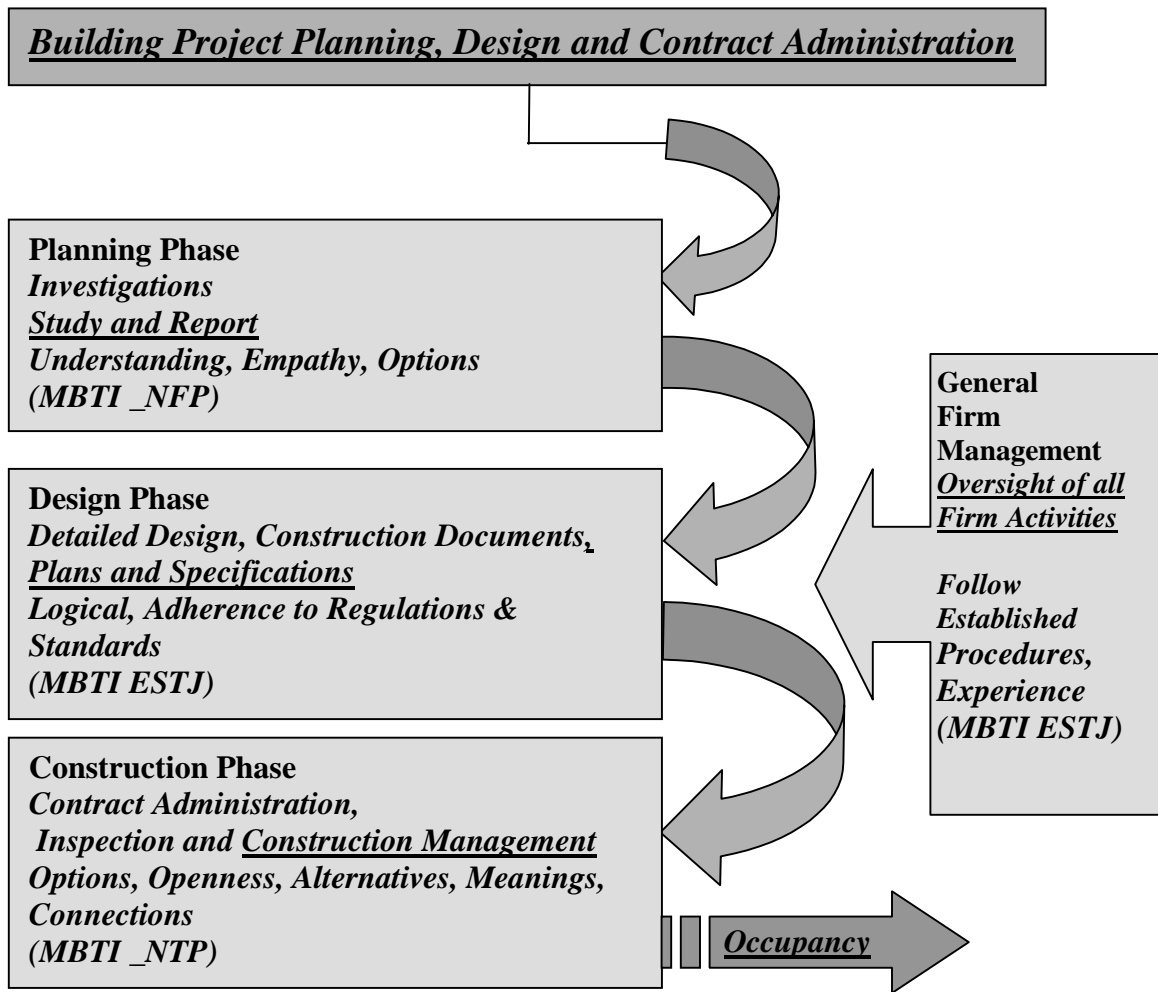 Building Project Planning, Design and Contract Administration
Planning Phase
Investigations
Study and Report
Understanding, Empathy, Options
(MBTI _NFP)
Design Phase
Detailed Design, Construction Documents,
Plans and Specifications
Logical, Adherence to Regulations &
Standards
(MBTI ESTJ)
Construction Phase
Contract Administration,
Inspection and Construction Management
Options, Openness, Alternatives, Meanings,
Connections
(MBTI _NTP)
General
Firm
Management
Oversight of all
Firm Activities
Follow
Established
Procedures,
Experience
(MBTI ESTJ)
Occupancy